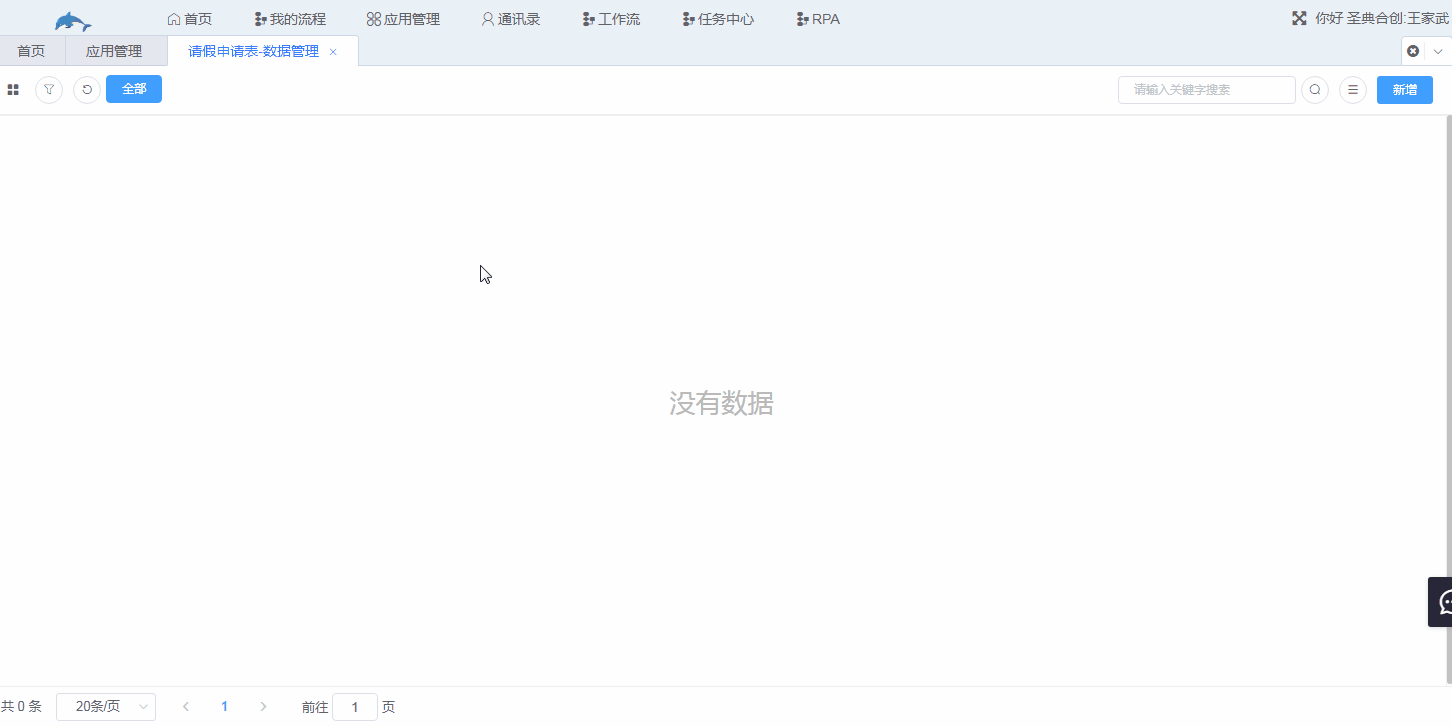 首页 我的流程 应用管理 通讯录 工作流 任务中心 RPA 你好 圣典合创:王家武
首页 应用管理 请假申请表-数据管理 ×
全部 请输入关键字搜索 新增
没有数据
共 0 条 20条/页 1 前往 1 页